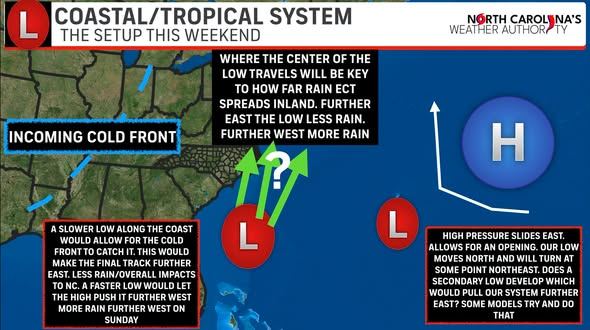 L
COASTAL/TROPICAL SYSTEM
THE SETUP THIS WEEKEND
NORTH CAROLINA'S
WEATHER AUTHORITY
WHERE THE CENTER OF THE
LOW TRAVELS WILL BE KEY
TO HOW FAR RAIN ECT
SPREADS INLAND. FURTHER
EAST THE LOW LESS RAIN.
FURTHER WEST MORE RAIN
INCOMING COLD FRONT
H
?
L
L
A SLOWER LOW ALONG THE COAST
WOULD ALLOW FOR THE COLD
FRONT TO CATCH IT. THIS WOULD
MAKE THE FINAL TRACK FURTHER
EAST. LESS RAIN/OVERALL IMPACTS
TO NC. A FASTER LOW WOULD LET
THE HIGH PUSH IT FURTHER WEST
MORE RAIN FURTHER WEST ON
SUNDAY
HIGH PRESSURE SLIDES EAST.
ALLOWS FOR AN OPENING. OUR LOW
MOVES NORTH AND WILL TURN AT
SOME POINT NORTHEAST. DOES A
SECONDARY LOW DEVELOP WHICH
WOULD PULL OUR SYSTEM FURTHER
EAST? SOME MODELS TRY AND DO
THAT